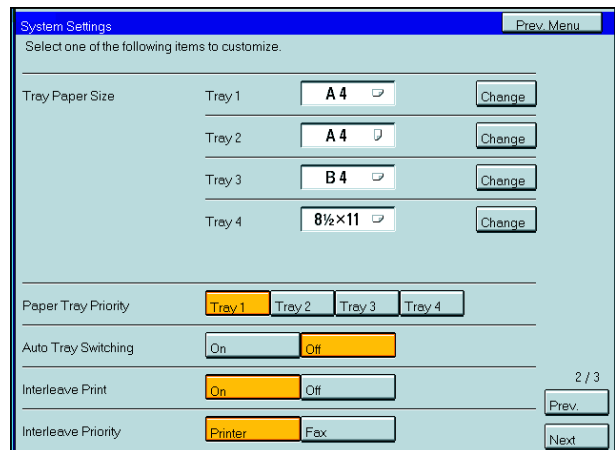 System Settings Prev. Menu
Select one of the following items to customize.
Tray Paper Size Tray 1 A 4 Change
Tray 2 A 4 Change
Tray 3 B 4 Change
Tray 4 8½×11 Change
Paper Tray Priority Tray 1 Tray 2 Tray 3 Tray 4
Auto Tray Switching On Off
2 / 3
Interleave Print On Off
Prev.
Interleave Priority Printer Fax
Next